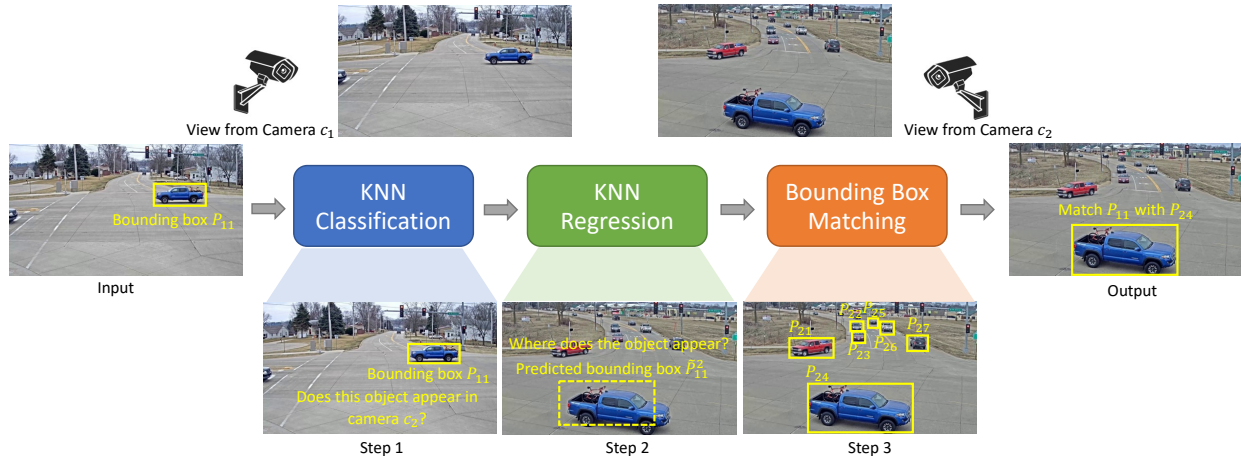 View from Camera c₁
View from Camera c₂
Bounding box P₁₁
Input
KNN
Classification
KNN
Regression
Bounding Box
Matching
Match P₁₁ with P₂₄
Output
Bounding box P₁₁
Does this object appear in
camera c₂?
Step 1
Where does the object appear?
Predicted bounding box P̃²₁₁
Step 2
P₂₁
P₂₂
P₂₅
P₂₇
P₂₃
P₂₆
P₂₄
Step 3